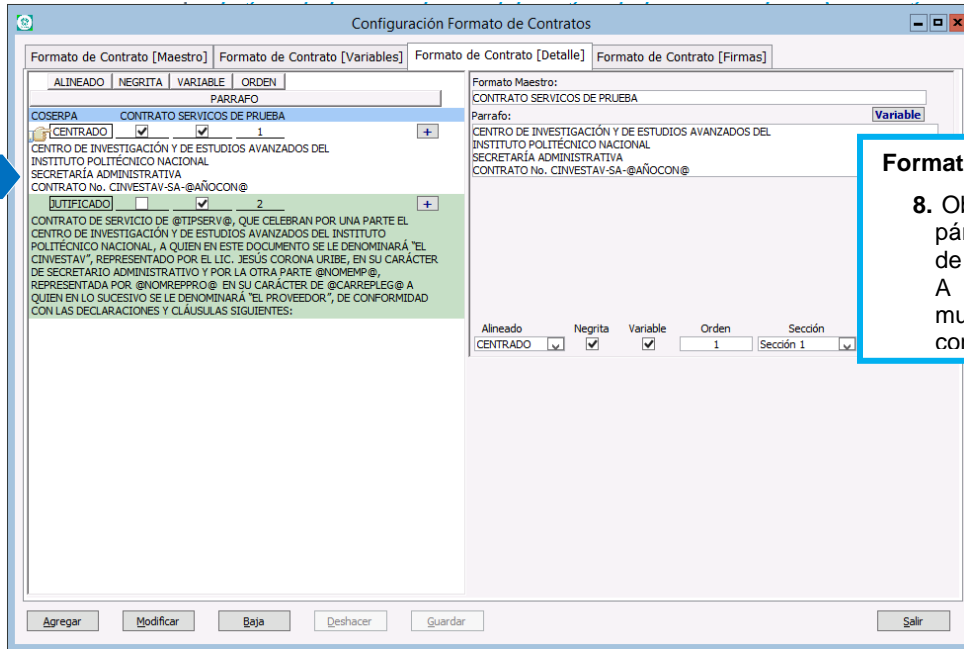 Configuración Formato de Contratos
Formato de Contrato [Maestro] Formato de Contrato [Variables] Formato de Contrato [Detalle] Formato de Contrato [Firmas]
ALINEADO NEGRITA VARIABLE ORDEN
PARRAFO
COSERPA CONTRATO SERVICOS DE PRUEBA
CENTRADO 1 +
CENTRO DE INVESTIGACIÓN Y DE ESTUDIOS AVANZADOS DEL
INSTITUTO POLITÉCNICO NACIONAL
SECRETARÍA ADMINISTRATIVA
CONTRATO No. CINVESTAV-SA-@AÑOCON@
JUTIFICADO 2 +
CONTRATO DE SERVICIO DE @TIPSERV@, QUE CELEBRAN POR UNA PARTE EL
CENTRO DE INVESTIGACIÓN Y DE ESTUDIOS AVANZADOS DEL INSTITUTO
POLITÉCNICO NACIONAL, A QUIEN EN ESTE DOCUMENTO SE LE DENOMINARÁ "EL
CINVESTAV", REPRESENTADO POR EL LIC. JESÚS CORONA URIBE, EN SU CARÁCTER
DE SECRETARIO ADMINISTRATIVO Y POR LA OTRA PARTE @NOMEMP@,
REPRESENTADA POR @NOMREPPRO@ EN SU CARÁCTER DE @CARREPLEG@ A
QUIEN EN LO SUCESIVO SE LE DENOMINARÁ "EL PROVEEDOR", DE CONFORMIDAD
CON LAS DECLARACIONES Y CLÁUSULAS SIGUIENTES:
Formato Maestro:
CONTRATO SERVICOS DE PRUEBA
Parrafo: Variable
CENTRO DE INVESTIGACIÓN Y DE ESTUDIOS AVANZADOS DEL
INSTITUTO POLITÉCNICO NACIONAL
SECRETARÍA ADMINISTRATIVA
CONTRATO No. CINVESTAV-SA-@AÑOCON@
Alineado Negrita Variable Orden Sección
CENTRADO 1 Sección 1
Format
8. Ob
pár
de
A
mu
con
Agregar Modificar Baja Deshacer Guardar Salir